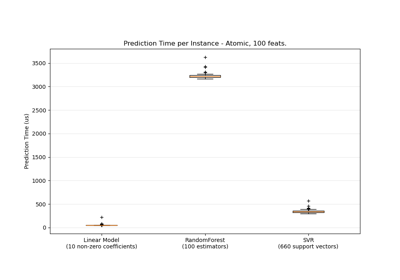 Prediction Time per Instance - Atomic, 100 feats.
Prediction Time (us)
3500
3000
2500
2000
1500
1000
500
0
Linear Model
(10 non-zero coefficients)
RandomForest
(100 estimators)
SVR
(660 support vectors)